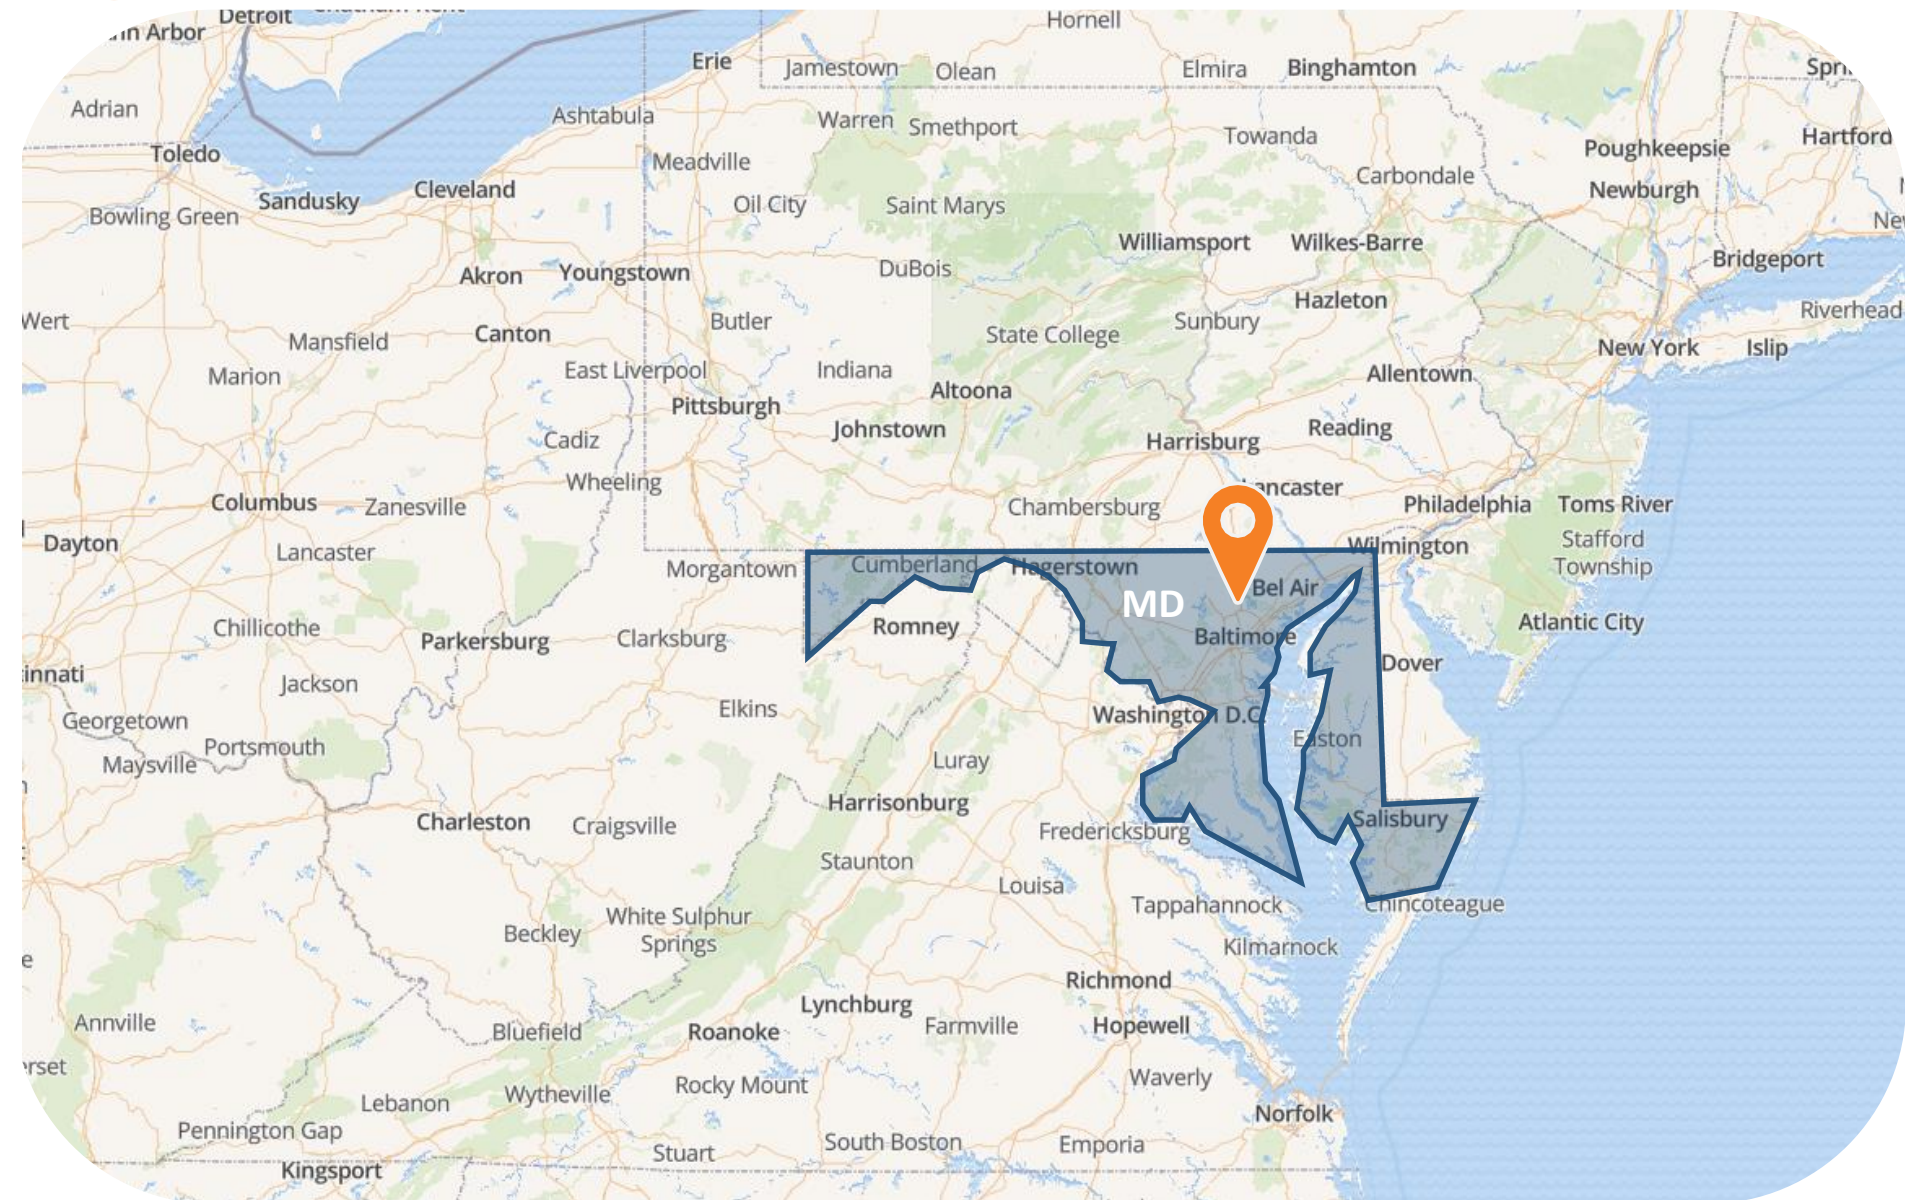 Detroit
Hornell
Erie
Jamestown
Olean
Elmira
Binghamton
Adrian
Ashtabula
Warren
Smethport
Towanda
Poughkeepsie
Hartford
Toledo
Meadville
Carbondale
Newburgh
Sandusky
Cleveland
Oil City
Saint Marys
Bowling Green
Williamsport
Wilkes-Barre
Bridgeport
Akron
Youngstown
DuBois
Hazleton
Riverhead
Wert
Mansfield
Canton
Butler
State College
Sunbury
New York
Islip
Marion
East Liverpool
Indiana
Altoona
Allentown
Pittsburgh
Johnstown
Reading
Cadiz
Harrisburg
Wheeling
ancaster
Columbus
Zanesville
Chambersburg
Philadelphia
Toms River
Dayton
Lancaster
Wilmington
Stafford
Township
Morgantown
Cumberland
Hagerstown
Bel Air
MD
Chillicothe
Parkersburg
Clarksburg
Romney
Baltimore
Atlantic City
innati
Jackson
Dover
Georgetown
Elkins
Washington D.C.
Portsmouth
Maysville
Luray
Easton
Harrisonburg
Charleston
Craigsville
Fredericksburg
Salisbury
Staunton
Louisa
White Sulphur
Springs
Tappahannock
Chincoteague
Beckley
Kilmarnock
Richmond
Lynchburg
Annville
Bluefield
Roanoke
Farmville
Hopewell
erset
Wytheville
Rocky Mount
Waverly
Lebanon
Norfolk
Pennington Gap
South Boston
Emporia
Stuart
Kingsport